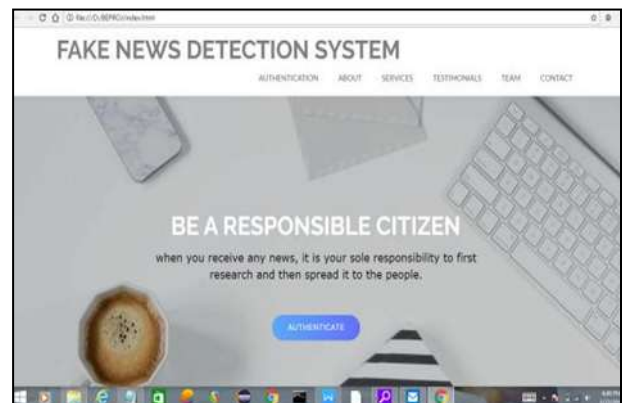 FAKE NEWS DETECTION SYSTEM
AUTHENTICATION ABOUT SERVICES TESTIMONIALS TEAM CONTACT
BE A RESPONSIBLE CITIZEN
when you receive any news, it is your sole responsibility to first
research and then spread it to the people.
AUTHENTICATE